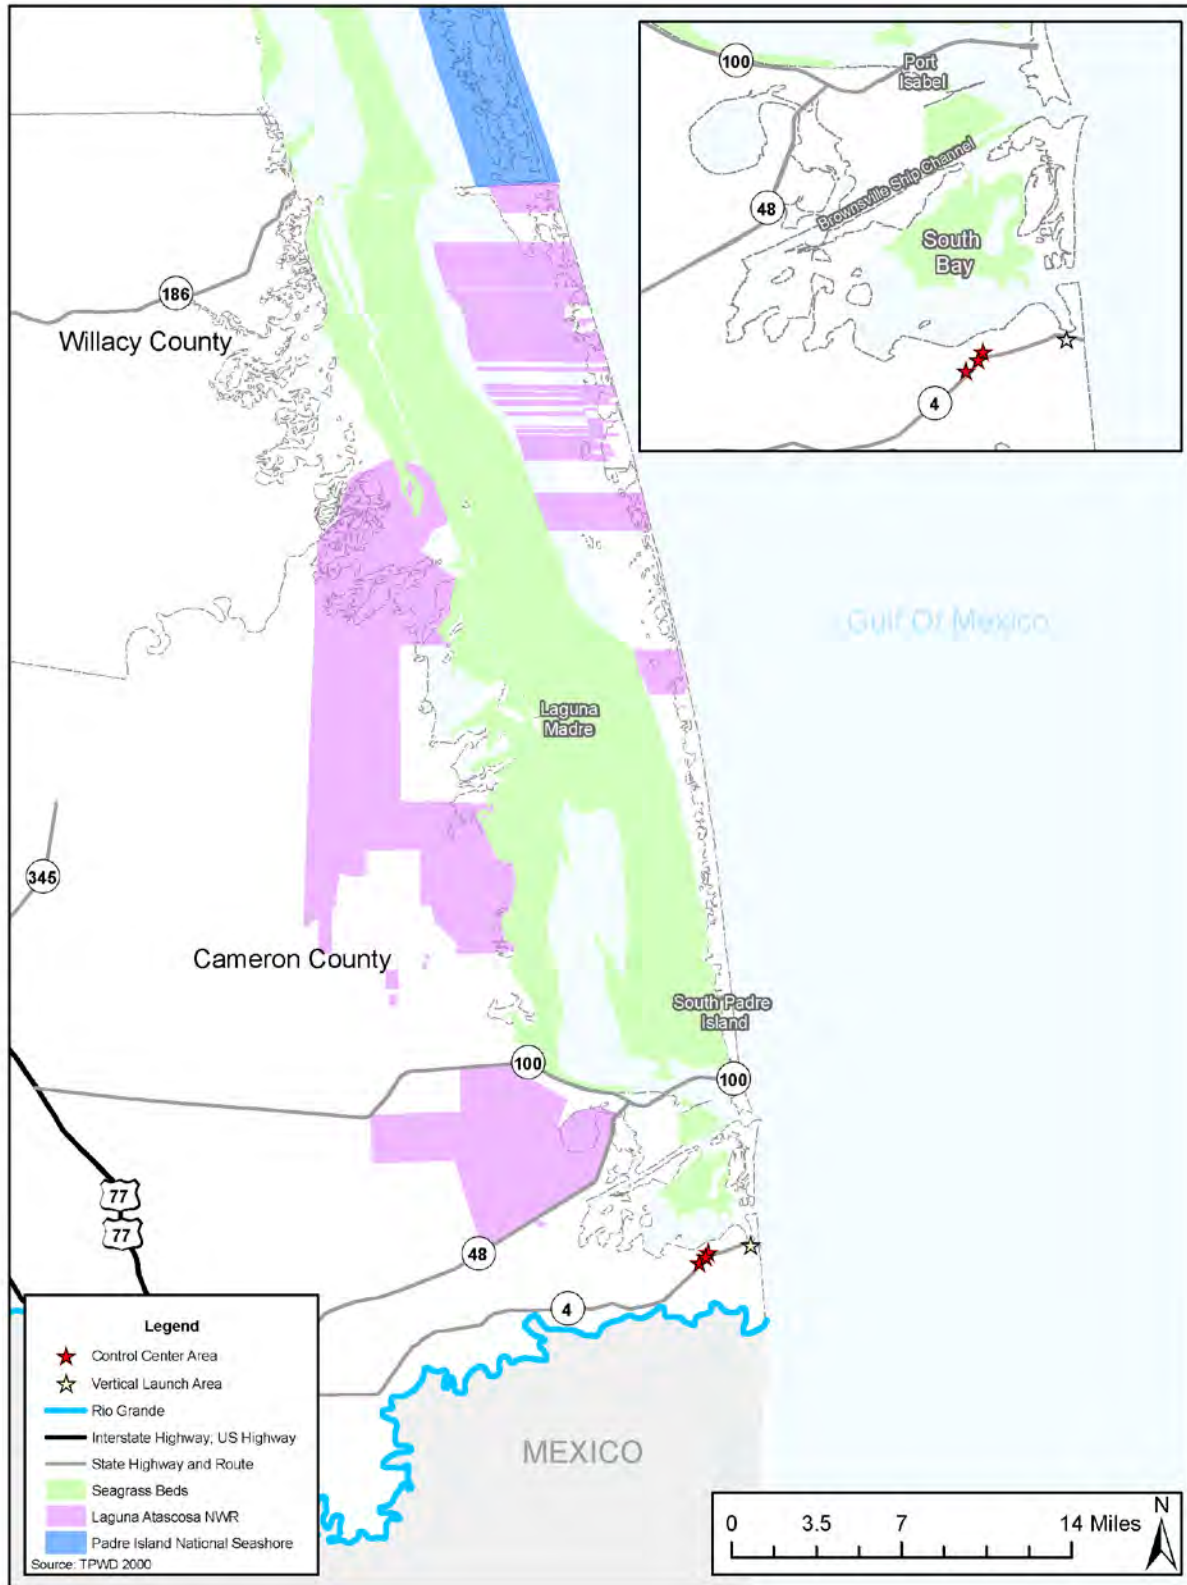 100
Port
Isabel
Brownsville Ship Channel
48
South
Bay
4
186
Willacy County
Gulf Of Mexico
Laguna
Madre
345
Cameron County
South Padre
Island
100
100
77
77
48
4
MEXICO
Legend
Control Center Area
Vertical Launch Area
Rio Grande
Interstate Highway; US Highway
State Highway and Route
Seagrass Beds
Laguna Atascosa NWR
Padre Island National Seashore
Source: TPWD 2000
0 3.5 7 14 Miles
N